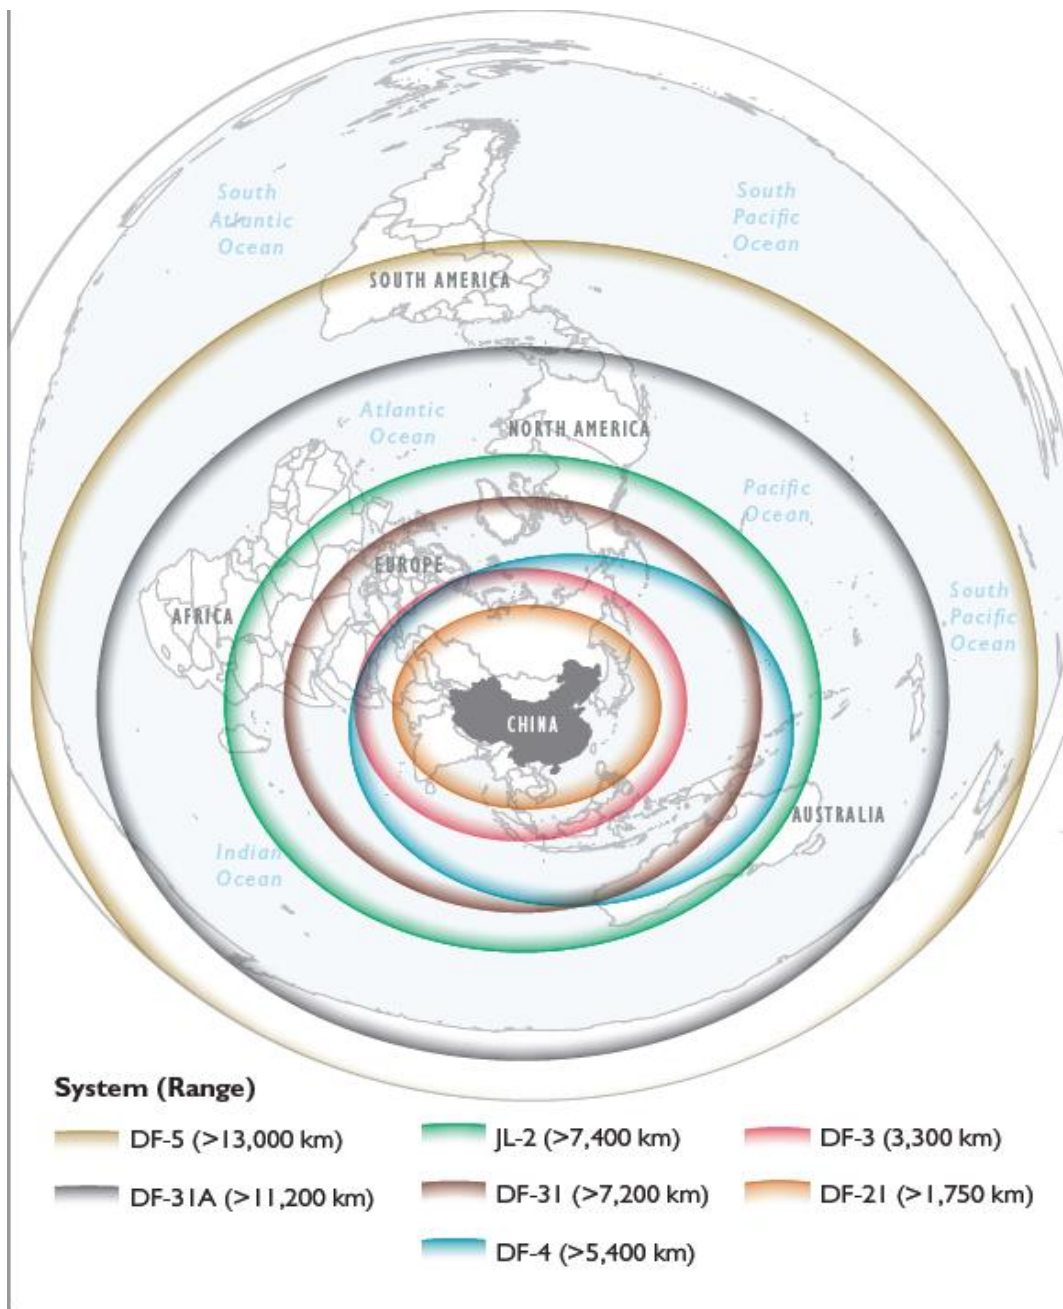 South
Atlantic
Ocean
South
Pacific
Ocean
SOUTH AMERICA
Atlantic
Ocean
NORTH AMERICA
Pacific
Ocean
EUROPE
AFRICA
South
Pacific
Ocean
CHINA
AUSTRALIA
Indian
Ocean
System (Range)
DF-5 (>13,000 km)
JL-2 (>7,400 km)
DF-3 (3,300 km)
DF-31A (>11,200 km)
DF-31 (>7,200 km)
DF-21 (>1,750 km)
DF-4 (>5,400 km)